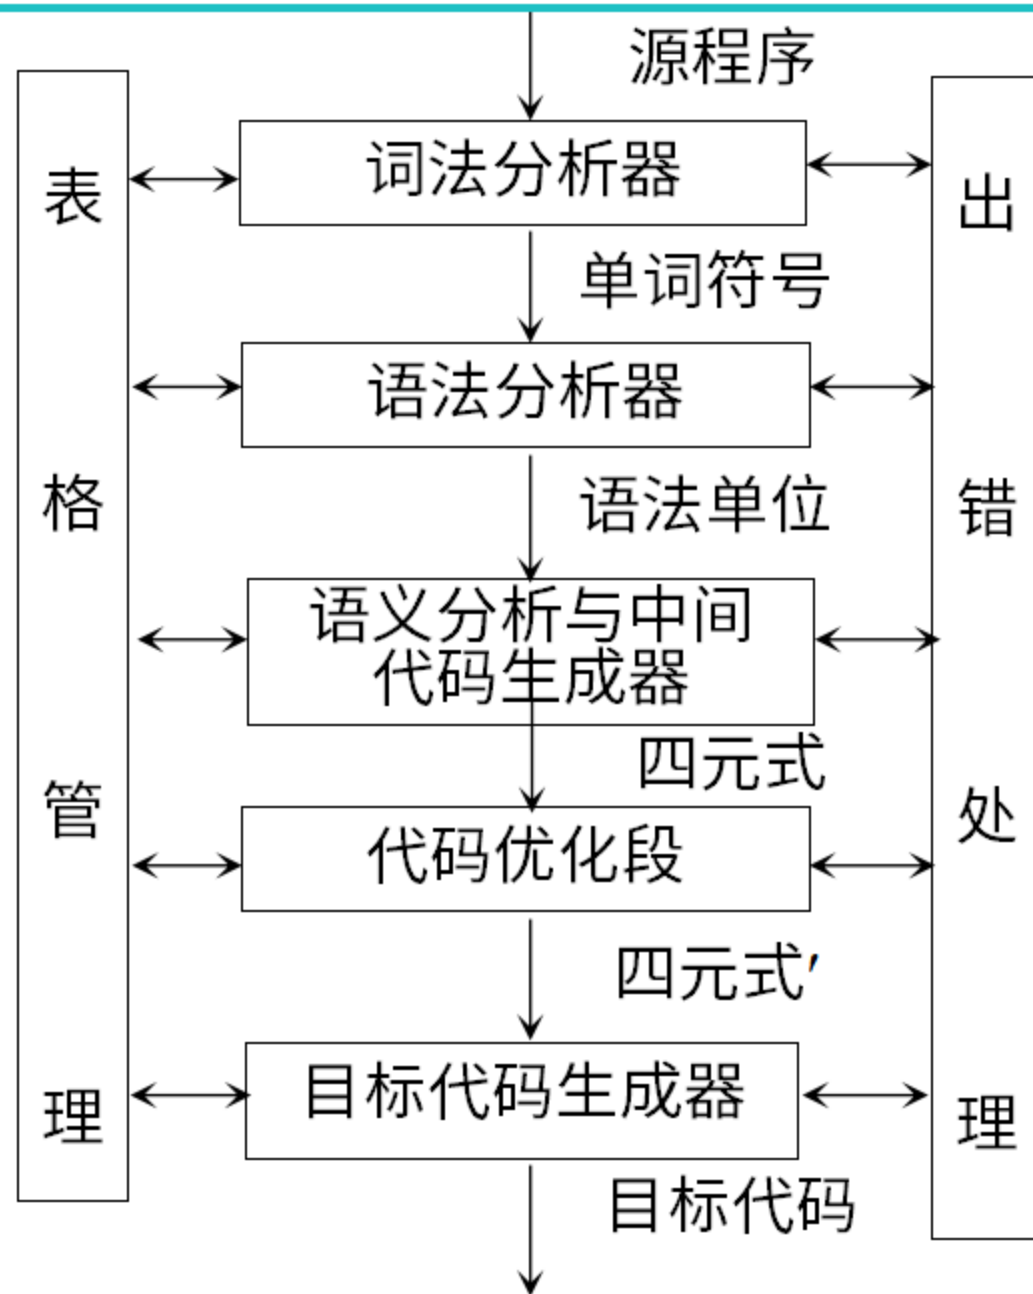 源程序
词法分析器
单词符号
语法分析器
语法单位
语义分析与中间
代码生成器
四元式
代码优化段
四元式′
目标代码生成器
目标代码
表
格
管
理
出
错
处
理